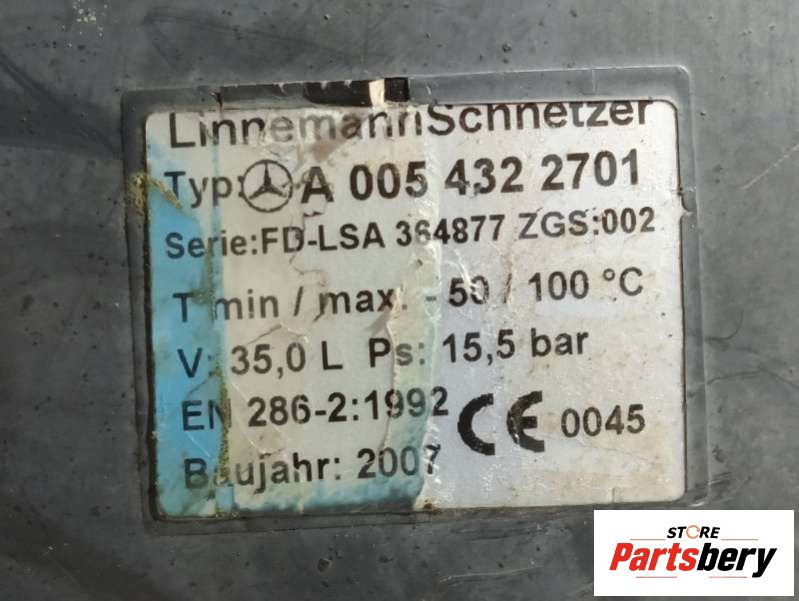 LinnemannSchnetzer
Typ: A 005 432 2701
Serie:FD-LSA 364877 ZGS:002
T min / max. - 50 / 100 °C
V: 35,0 L Ps: 15,5 bar
EN 286-2:1992 CE 0045
Baujahr: 2007
STORE
Partsbery